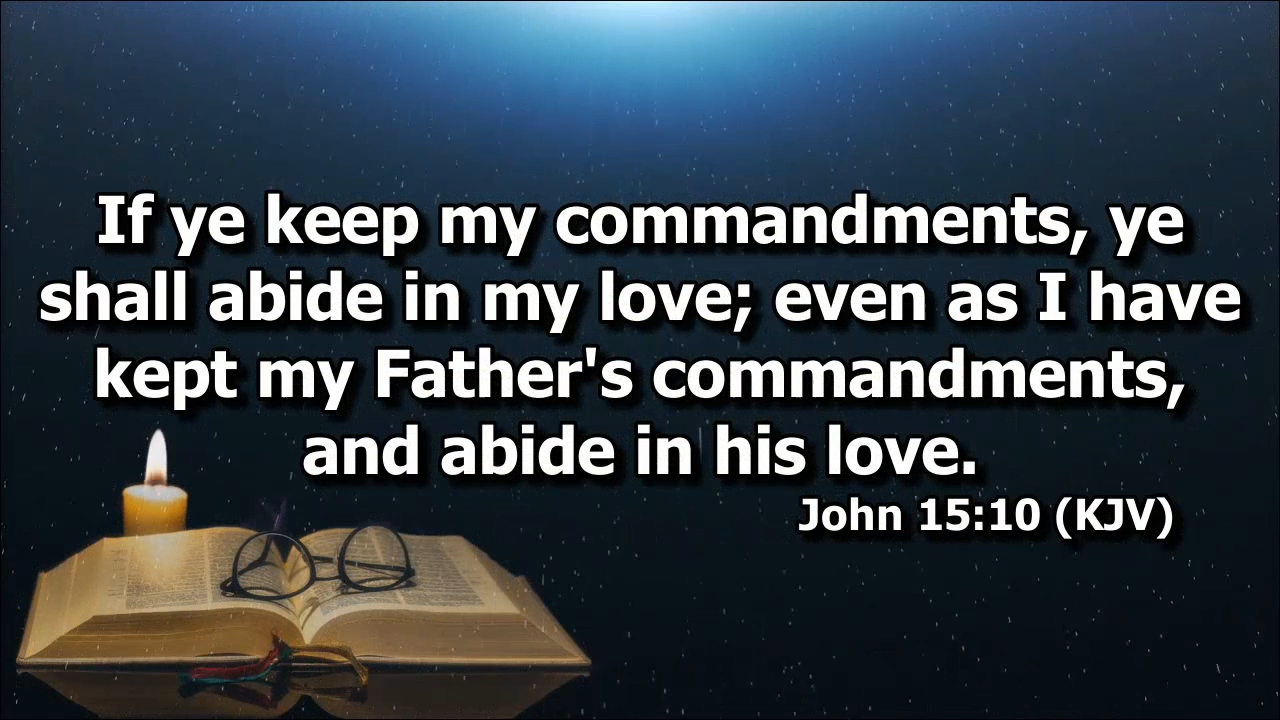 If ye keep my commandments, ye
shall abide in my love; even as I have
kept my Father's commandments,
and abide in his love.
John 15:10 (KJV)